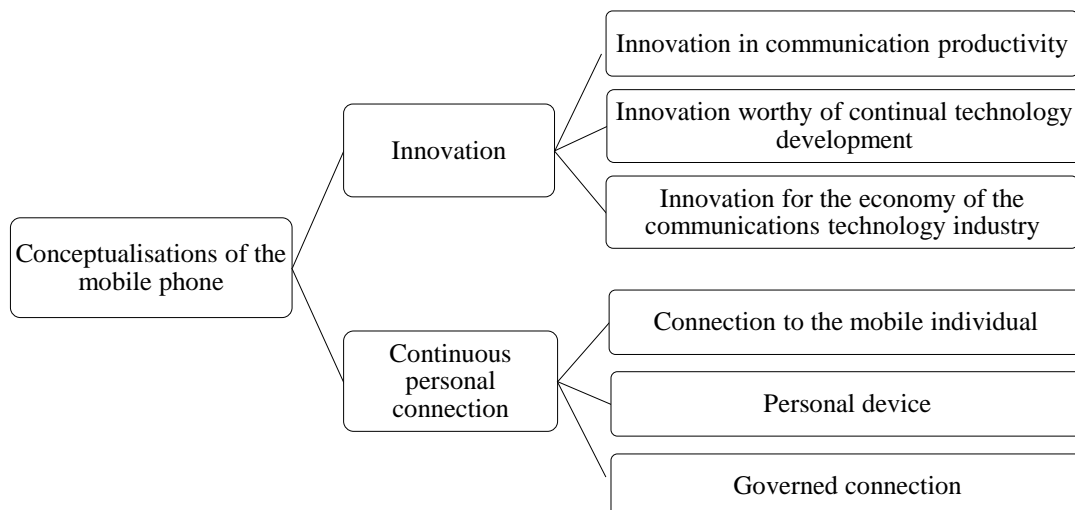 Conceptualisations of the
mobile phone
Innovation
Innovation in communication productivity
Innovation worthy of continual technology
development
Innovation for the economy of the
communications technology industry
Continuous
personal
connection
Connection to the mobile individual
Personal device
Governed connection